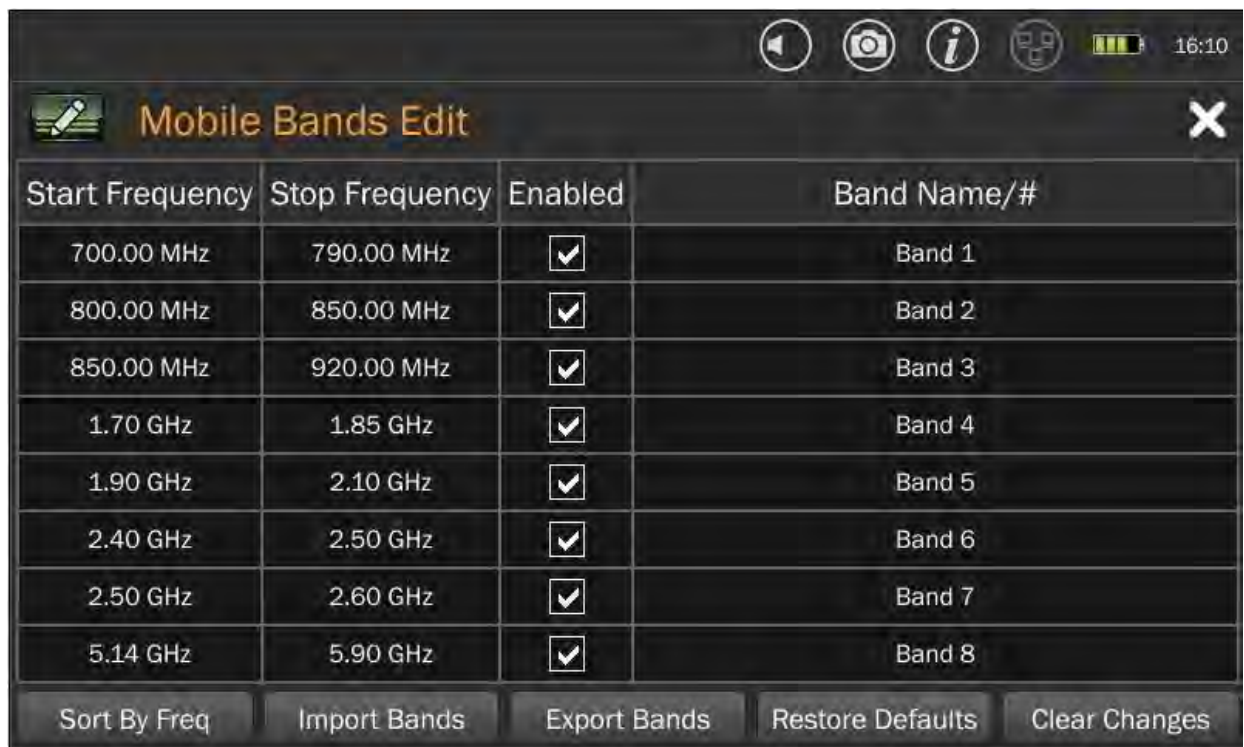 16:10
Mobile Bands Edit
Start Frequency Stop Frequency Enabled Band Name/#
700.00 MHz 790.00 MHz Band 1
800.00 MHz 850.00 MHz Band 2
850.00 MHz 920.00 MHz Band 3
1.70 GHz 1.85 GHz Band 4
1.90 GHz 2.10 GHz Band 5
2.40 GHz 2.50 GHz Band 6
2.50 GHz 2.60 GHz Band 7
5.14 GHz 5.90 GHz Band 8
Sort By Freq Import Bands Export Bands Restore Defaults Clear Changes